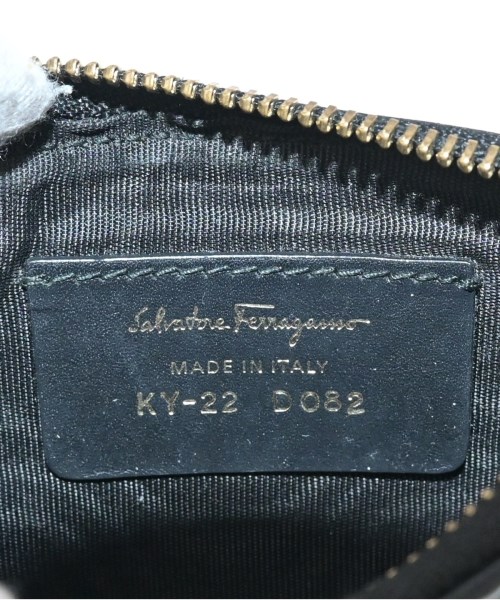 Salvatore Ferragamo
MADE IN ITALY
KY-22 D082